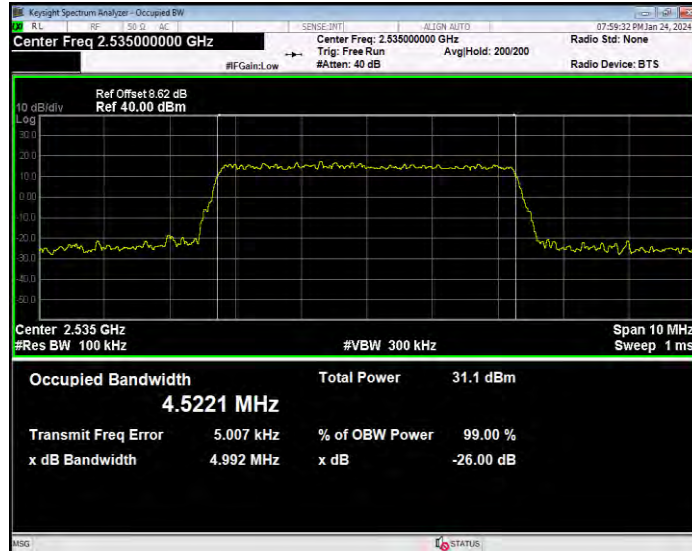 Keysight Spectrum Analyzer - Occupied BW
RL RF 50 Ω AC SENSE:INT ALIGN AUTO 07:59:32 PM Jan 24, 2024
Center Freq 2.535000000 GHz Center Freq: 2.535000000 GHz Radio Std: None
Trig: Free Run Avg|Hold: 200/200
#IFGain:Low #Atten: 40 dB Radio Device: BTS
Ref Offset 8.62 dB
10 dB/div Ref 40.00 dBm
Log
30.0
20.0
10.0
0.00
-10.0
-20.0
-30.0
-40.0
-50.0
Center 2.535 GHz Span 10 MHz
#Res BW 100 kHz #VBW 300 kHz Sweep 1 ms
Occupied Bandwidth Total Power 31.1 dBm
4.5221 MHz
Transmit Freq Error 5.007 kHz % of OBW Power 99.00 %
x dB Bandwidth 4.992 MHz x dB -26.00 dB
MSG STATUS